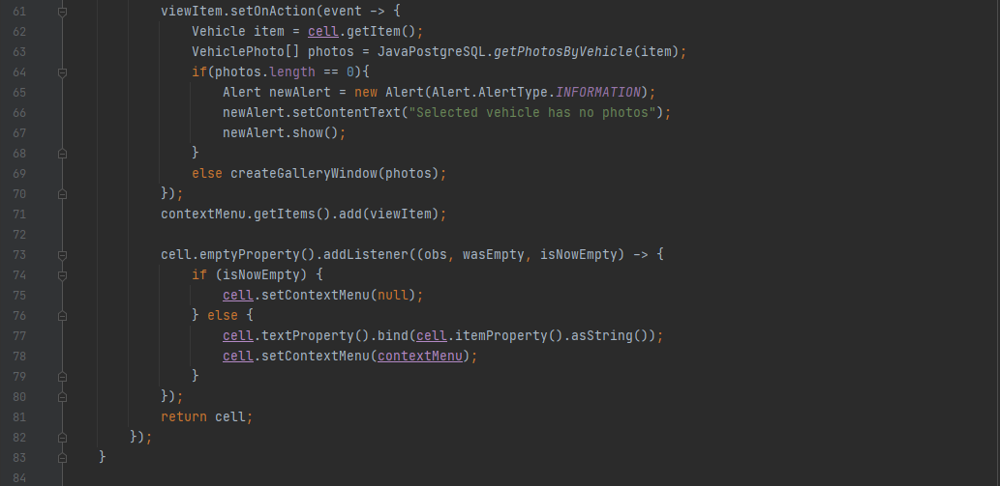 61 viewItem.setOnAction(event -> {
62 Vehicle item = cell.getItem();
63 VehiclePhoto[] photos = JavaPostgreSQL.getPhotosByVehicle(item);
64 if(photos.length == 0){
65 Alert newAlert = new Alert(Alert.AlertType.INFORMATION);
66 newAlert.setContentText("Selected vehicle has no photos");
67 newAlert.show();
68 }
69 else createGalleryWindow(photos);
70 });
71 contextMenu.getItems().add(viewItem);
72
73 cell.emptyProperty().addListener((obs, wasEmpty, isNowEmpty) -> {
74 if (isNowEmpty) {
75 cell.setContextMenu(null);
76 } else {
77 cell.textProperty().bind(cell.itemProperty().asString());
78 cell.setContextMenu(contextMenu);
79 }
80 });
81 return cell;
82 });
83 }
84